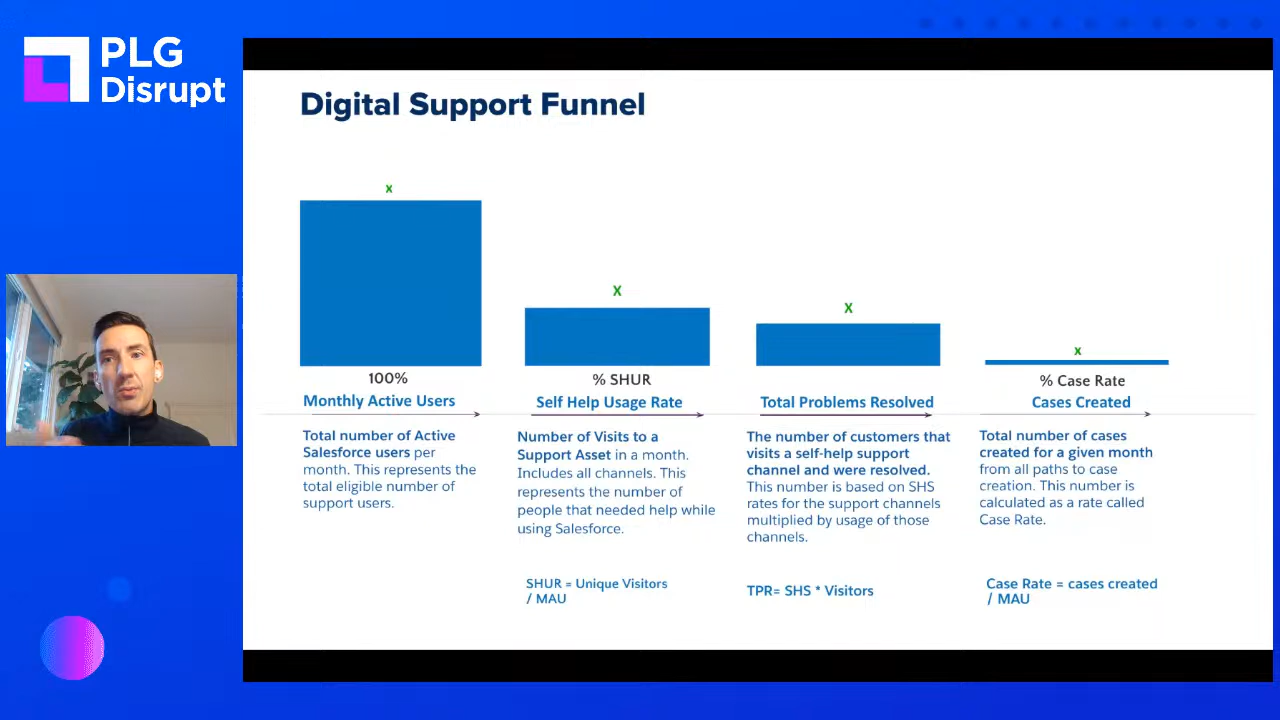 PLG
Disrupt
Digital Support Funnel
x
X
X
x
100%
% SHUR
% Case Rate
Monthly Active Users
Self Help Usage Rate
Total Problems Resolved
Cases Created
Total number of Active
Salesforce users per
month. This represents the
total eligible number of
support users.
Number of Visits to a
Support Asset in a month.
Includes all channels. This
represents the number of
people that needed help while
using Salesforce.
The number of customers that
visits a self-help support
channel and were resolved.
This number is based on SHS
rates for the support channels
multiplied by usage of those
channels.
Total number of cases
created for a given month
from all paths to case
creation. This number is
calculated as a rate called
Case Rate.
SHUR = Unique Visitors
/ MAU
TPR= SHS * Visitors
Case Rate = cases created
/ MAU